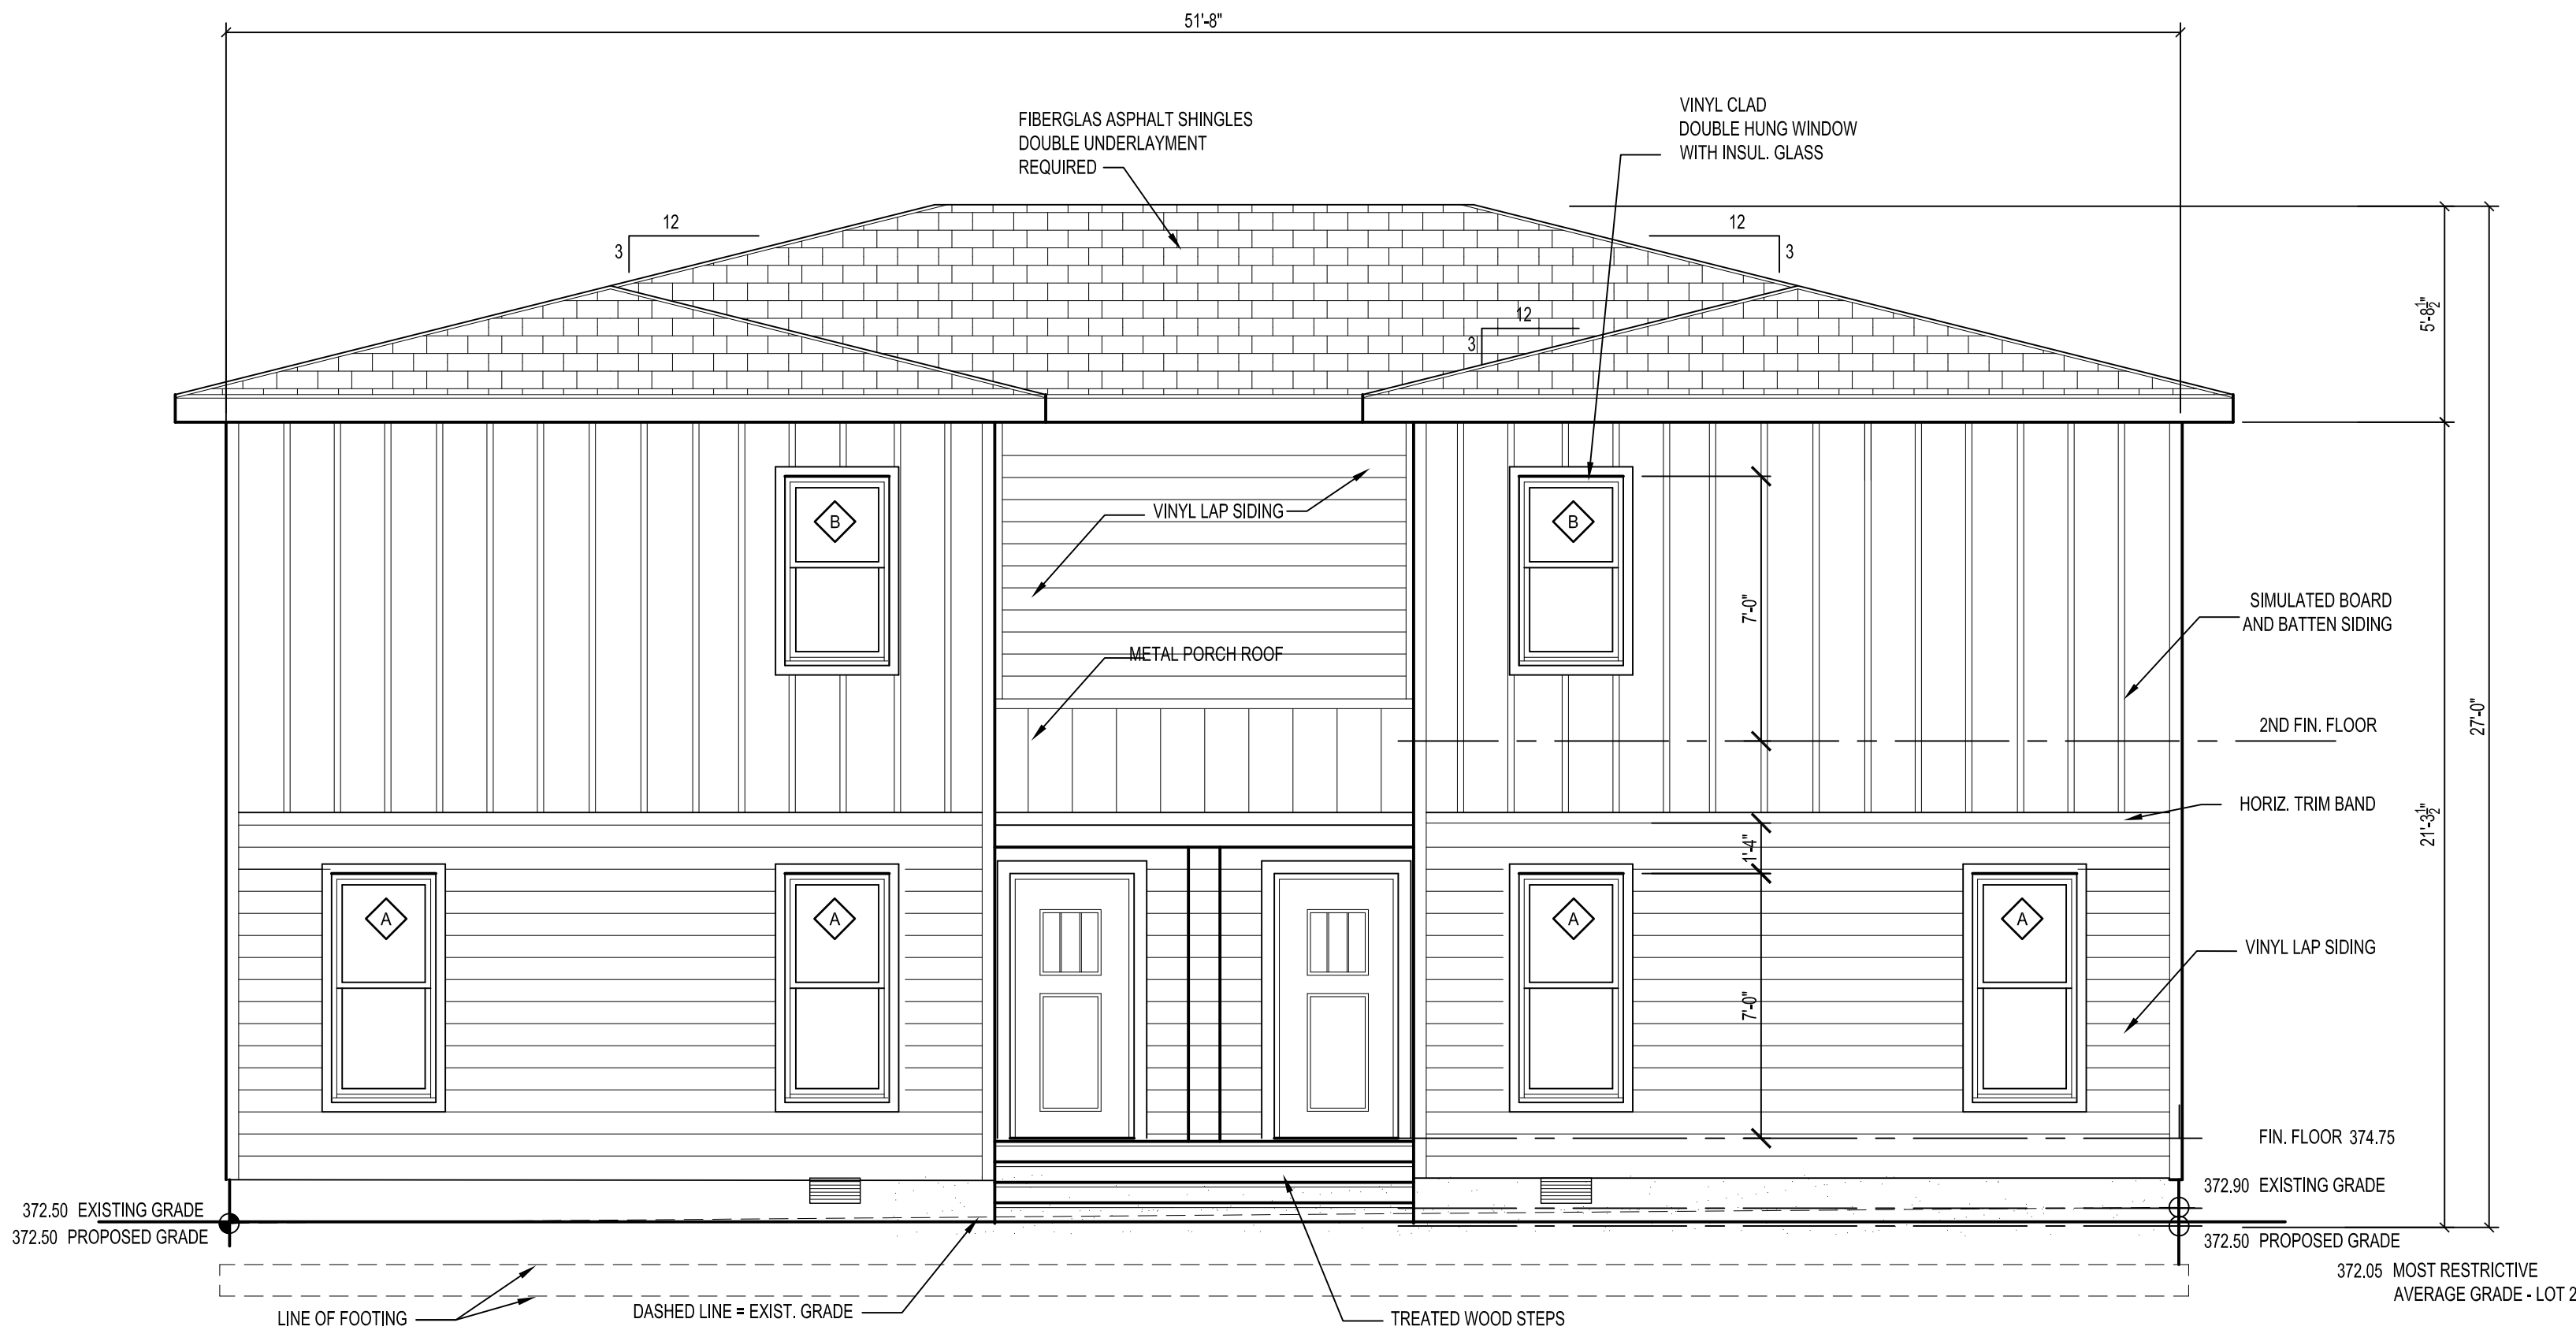 51'-8"
FIBERGLAS ASPHALT SHINGLES
DOUBLE UNDERLAYMENT
REQUIRED
VINYL CLAD
DOUBLE HUNG WINDOW
WITH INSUL. GLASS
12
3
12
3
12
3
5'-8½"
B
B
VINYL LAP SIDING
7'-0"
SIMULATED BOARD
AND BATTEN SIDING
METAL PORCH ROOF
2ND FIN. FLOOR
27'-0"
HORIZ. TRIM BAND
21'-3½"
1'-4"
A
A
A
A
VINYL LAP SIDING
7'-0"
FIN. FLOOR 374.75
372.90 EXISTING GRADE
372.50 EXISTING GRADE
372.50 PROPOSED GRADE
372.50 PROPOSED GRADE
372.05 MOST RESTRICTIVE
AVERAGE GRADE - LOT 2
LINE OF FOOTING
DASHED LINE = EXIST. GRADE
TREATED WOOD STEPS